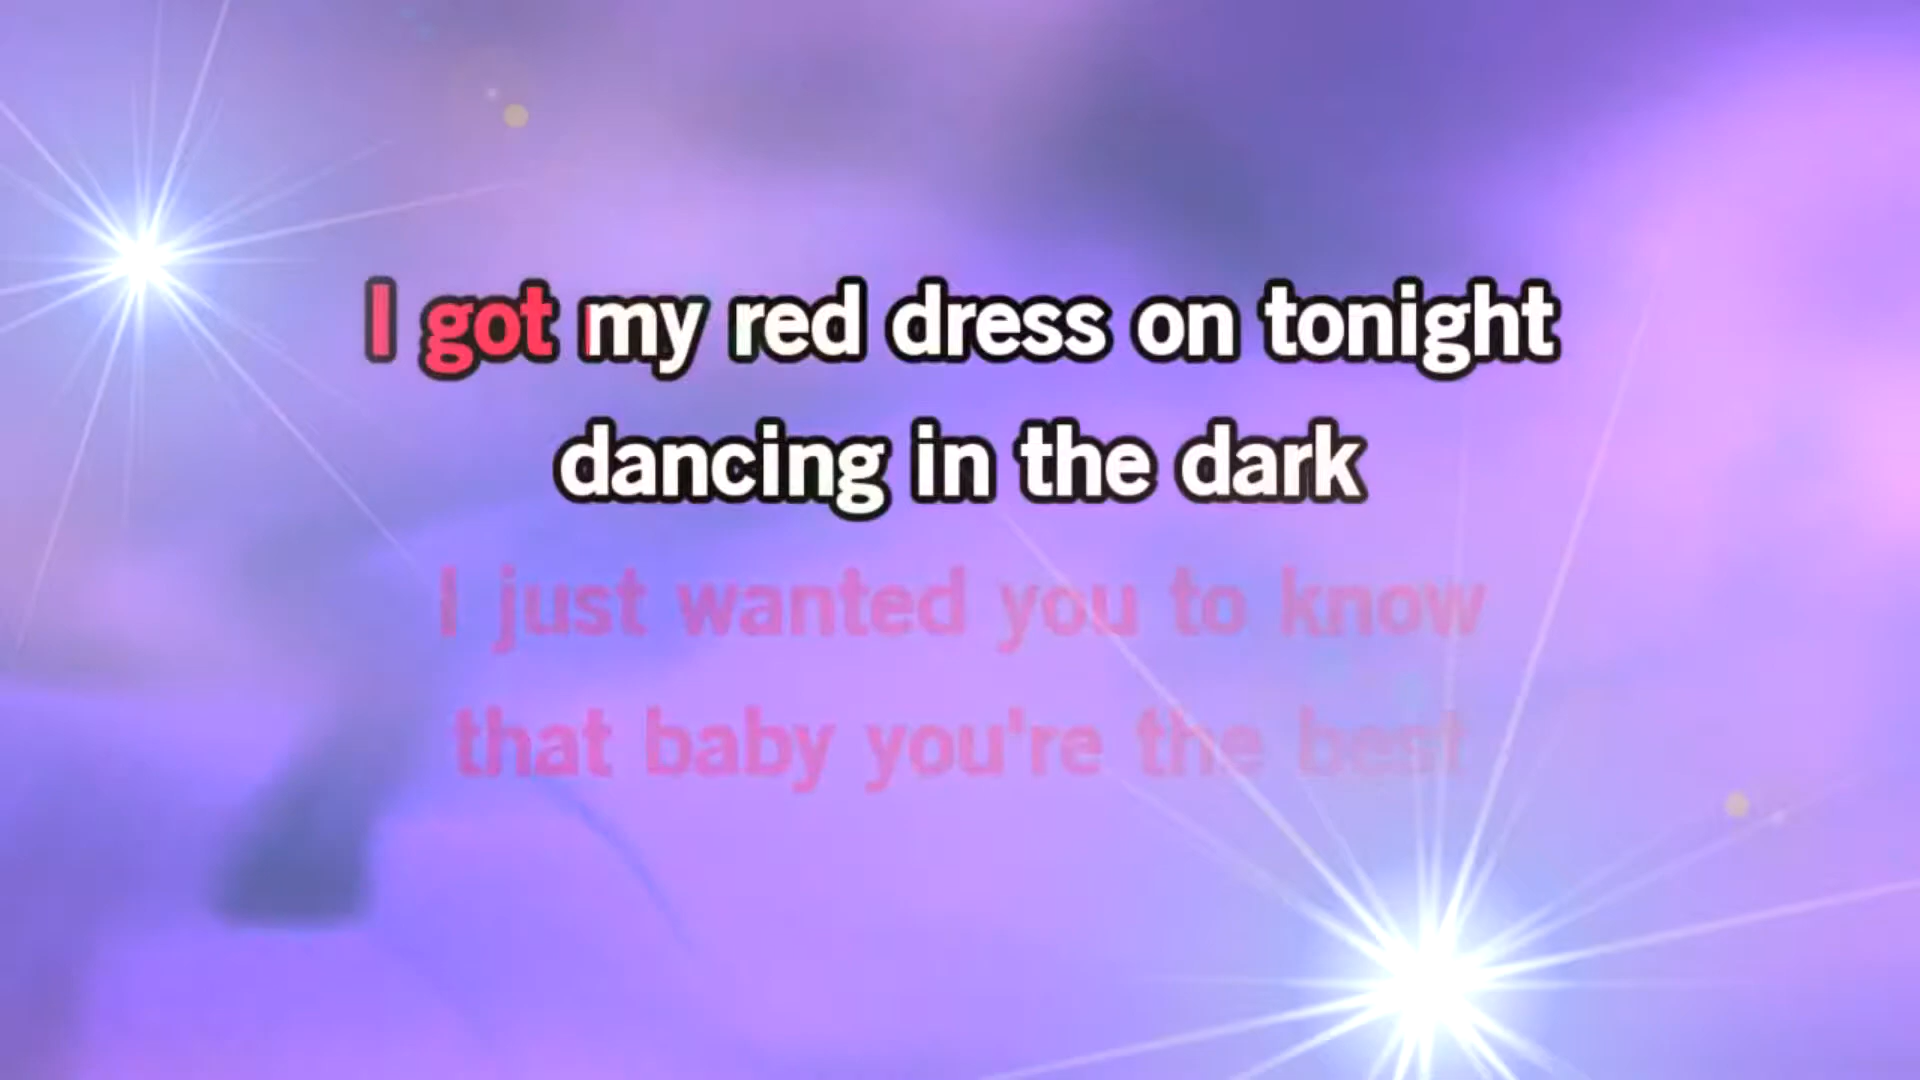 I got my red dress on tonight
dancing in the dark
I just wanted you to know
that baby you're the best